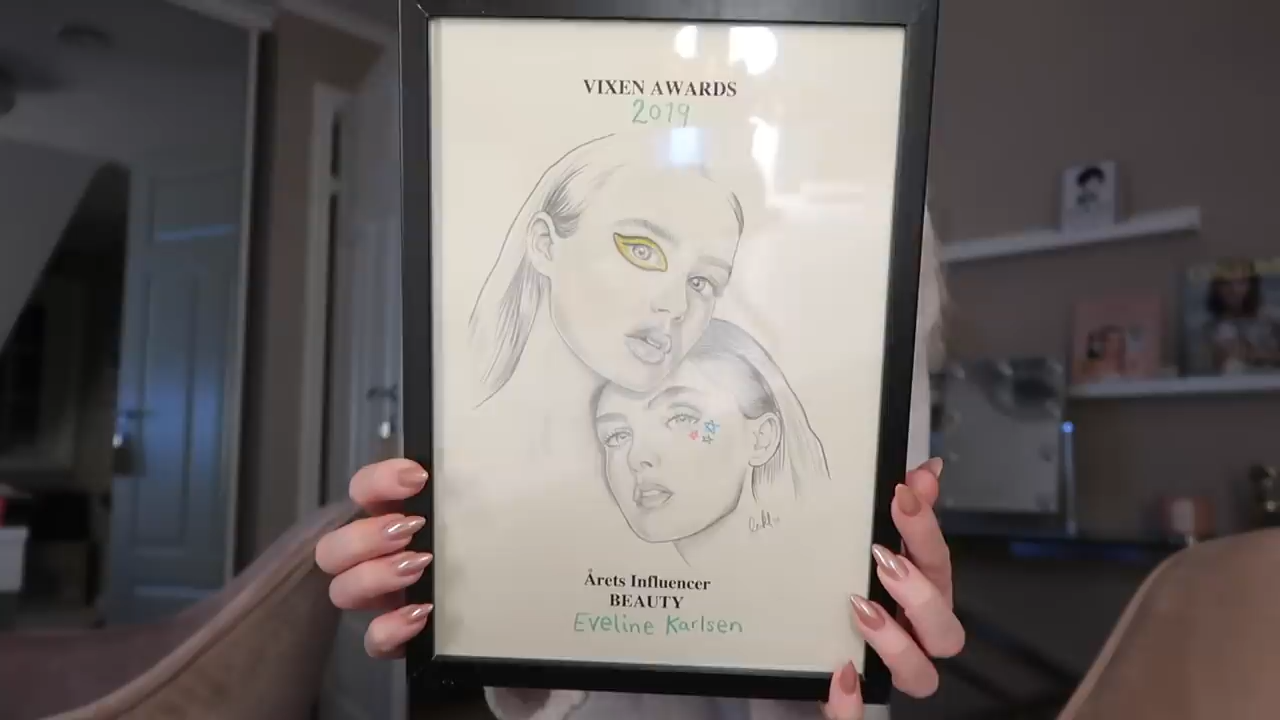 VIXEN AWARDS
2019
Årets Influencer
BEAUTY
Eveline Karlsen